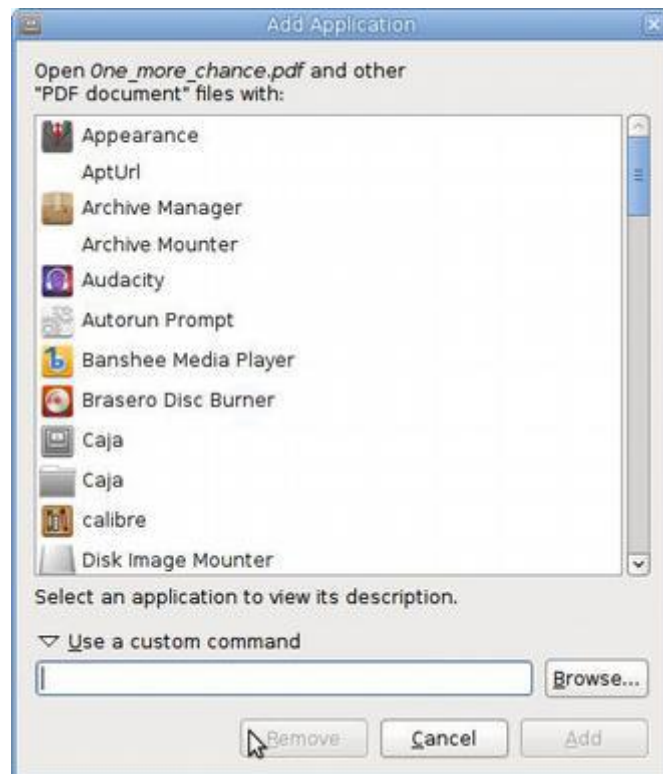 Add Application
Open One_more_chance.pdf and other
"PDF document" files with:
Appearance
AptUrl
Archive Manager
Archive Mounter
Audacity
Autorun Prompt
Banshee Media Player
Brasero Disc Burner
Caja
Caja
calibre
Disk Image Mounter
Select an application to view its description.
Use a custom command
Browse...
Remove
Cancel
Add